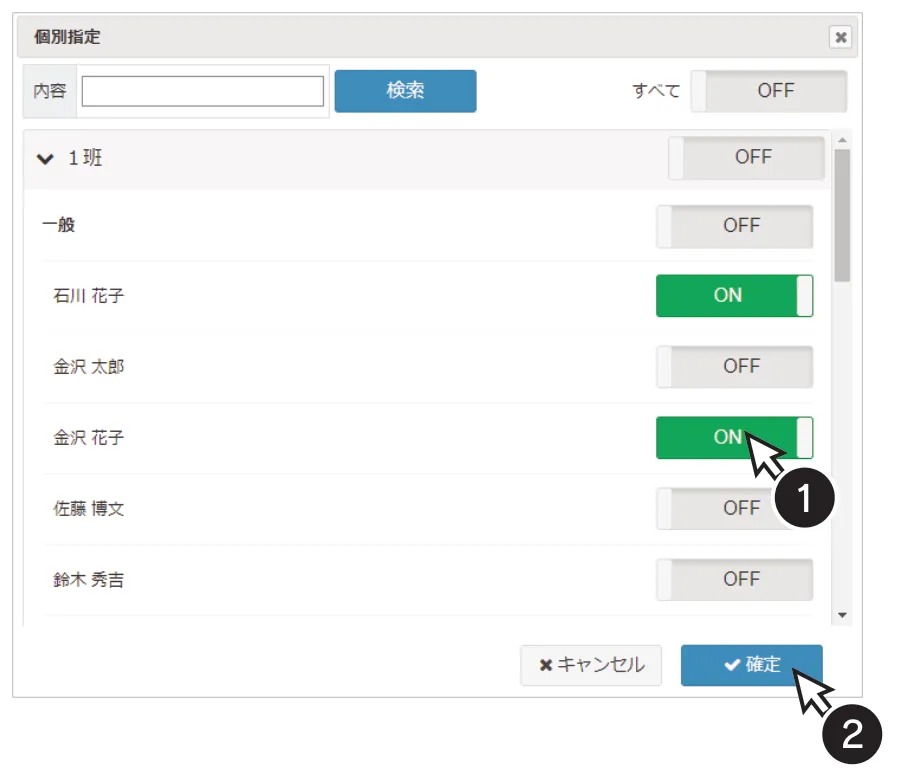 個別指定
内容 検索 すべて OFF
1班 OFF
一般 OFF
石川 花子 ON
金沢 太郎 OFF
金沢 花子 ON
1
佐藤 博文 OFF
鈴木 秀吉 OFF
キャンセル 確定
2